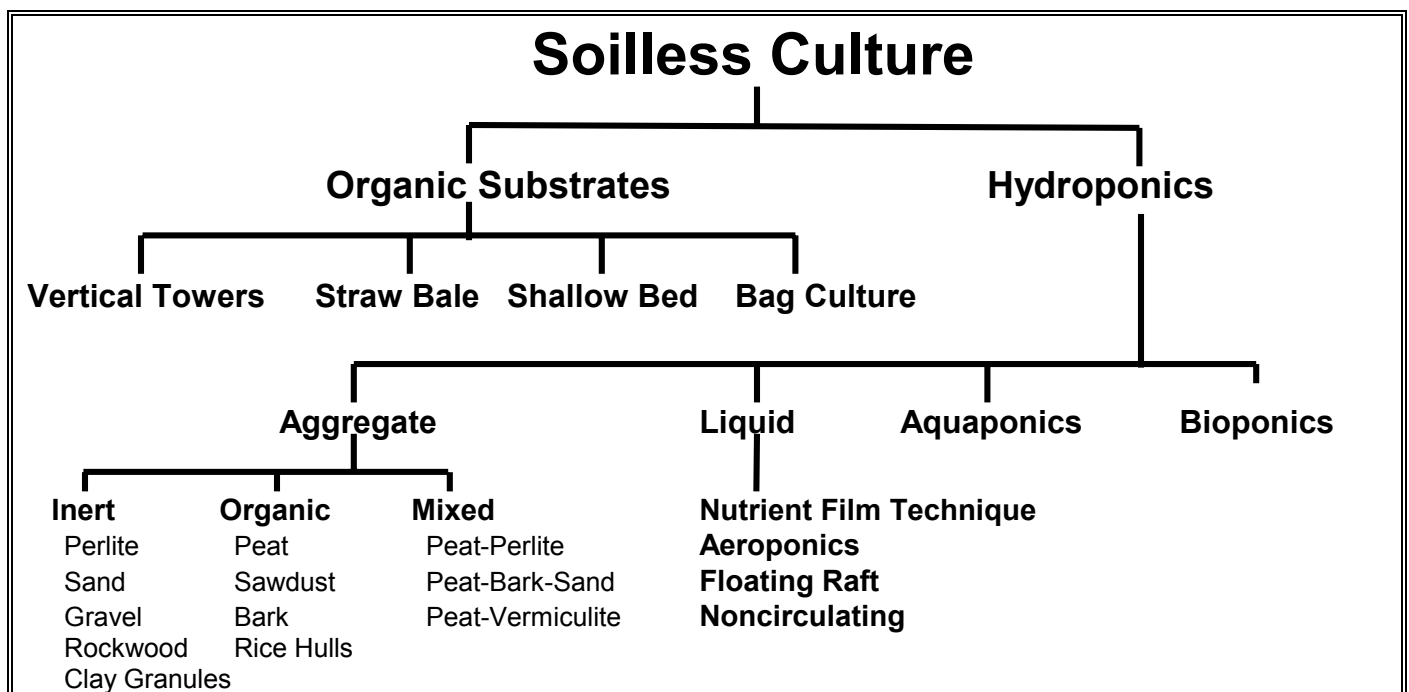 Soilless Culture
Organic Substrates Hydroponics
Vertical Towers Straw Bale Shallow Bed Bag Culture
Aggregate Liquid Aquaponics Bioponics
Inert Organic Mixed Nutrient Film Technique
Perlite Peat Peat-Perlite Aeroponics
Sand Sawdust Peat-Bark-Sand Floating Raft
Gravel Bark Peat-Vermiculite Noncirculating
Rockwood Rice Hulls
Clay Granules